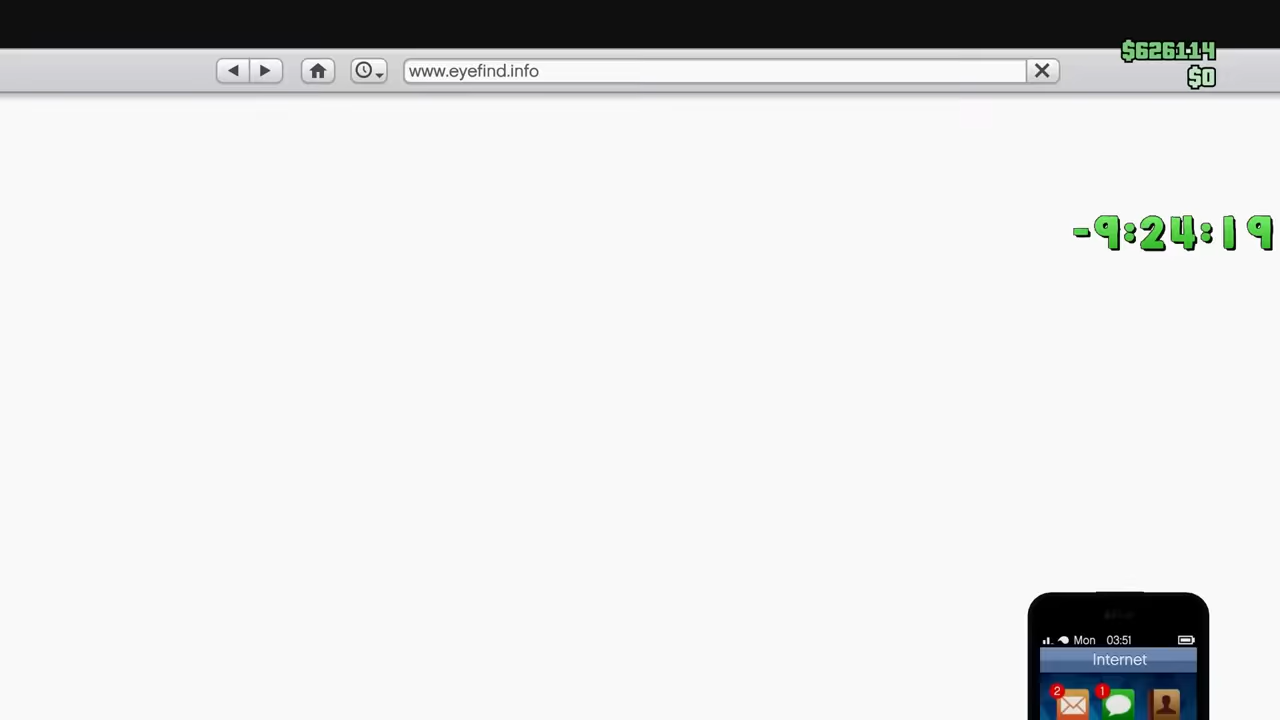 $626114
www.eyefind.info
$0
-9:24:19
Mon 03:51
Internet
2 1